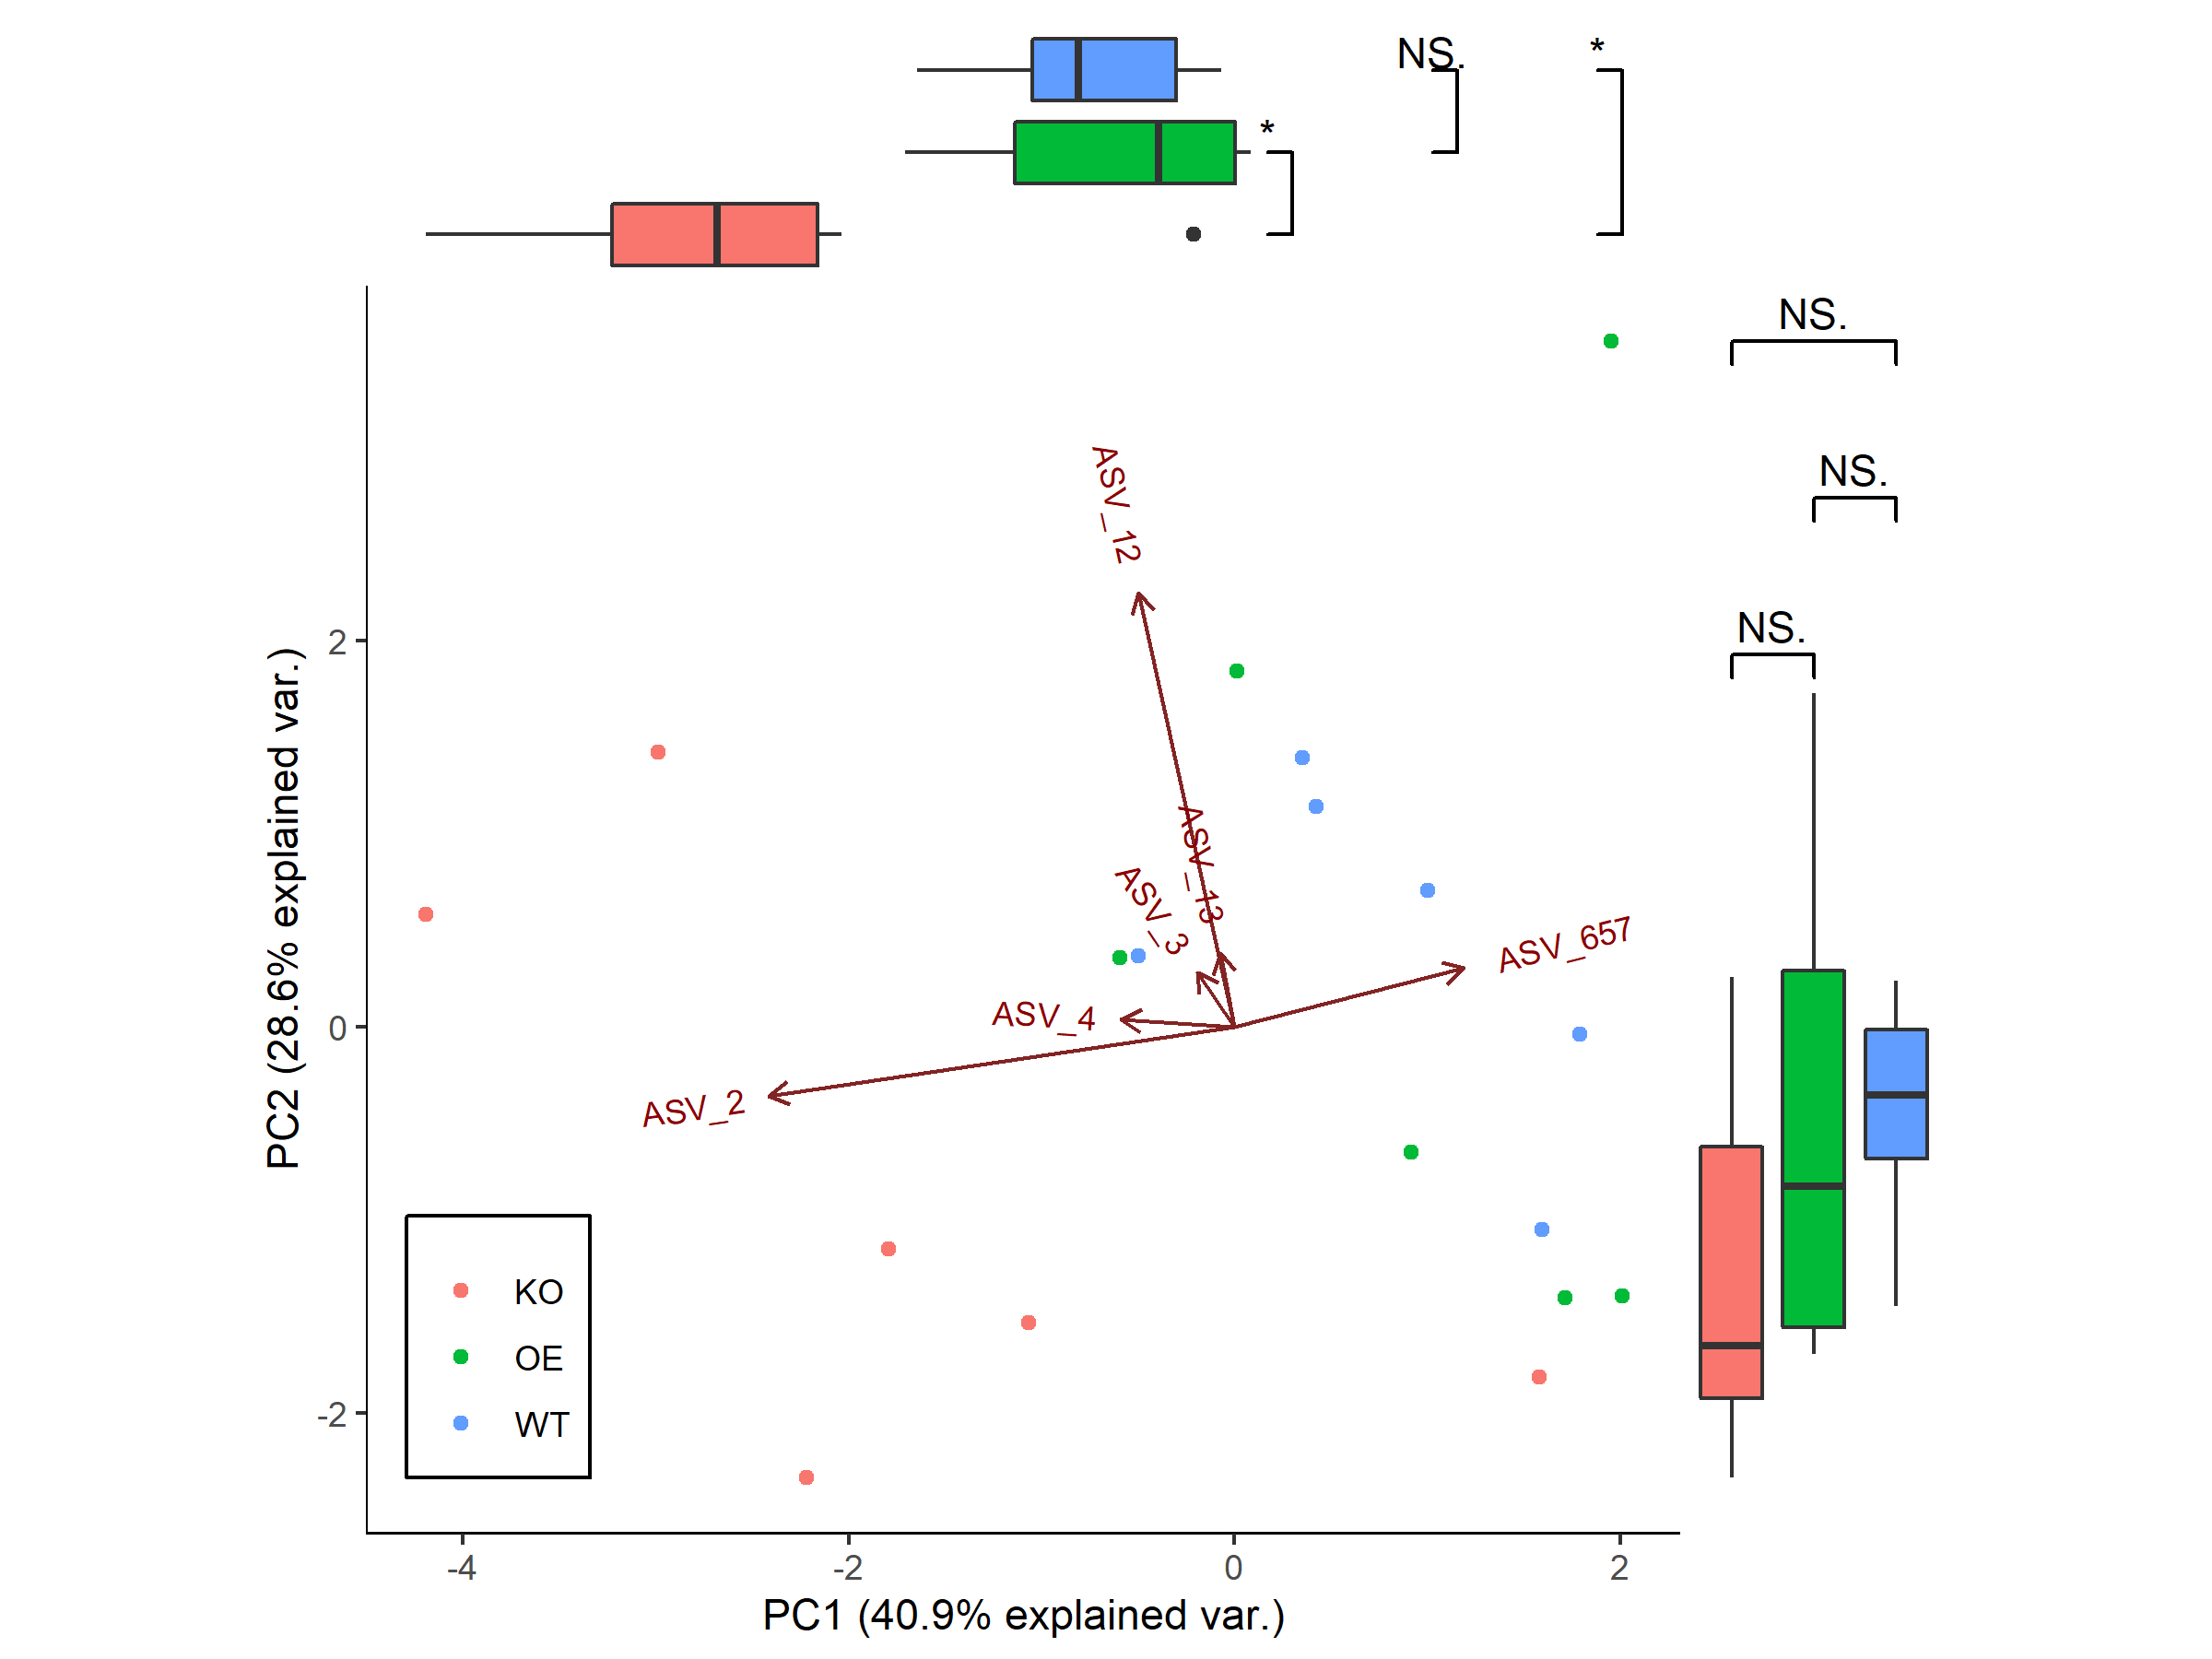 NS.
*
*
NS.
NS.
NS.
ASV_12
ASV_13
ASV_3
ASV_657
ASV_4
ASV_2
PC2 (28.6% explained var.)
2
0
-2
KO
OE
WT
-4
-2
0
2
PC1 (40.9% explained var.)